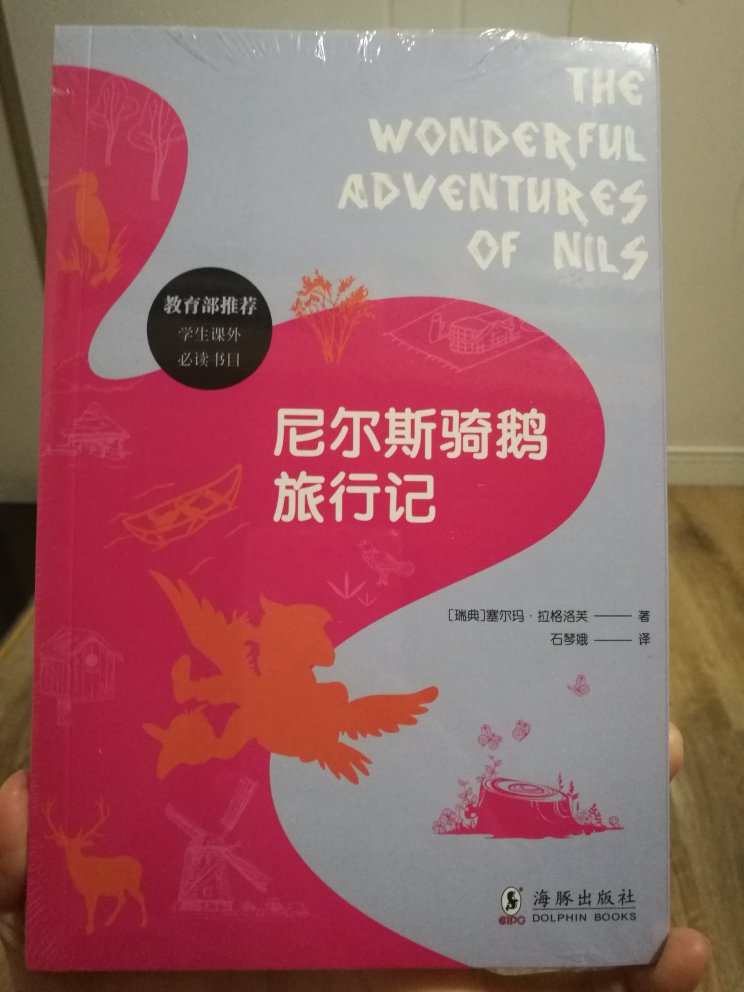 THE
WONDERFUL
ADVENTURES
OF NILS
教育部推荐
学生课外
必读书目
尼尔斯骑鹅
旅行记
[瑞典]塞尔玛·拉格洛芙 —— 著
石琴娥 —— 译
CIPG
海豚出版社
DOLPHIN BOOKS